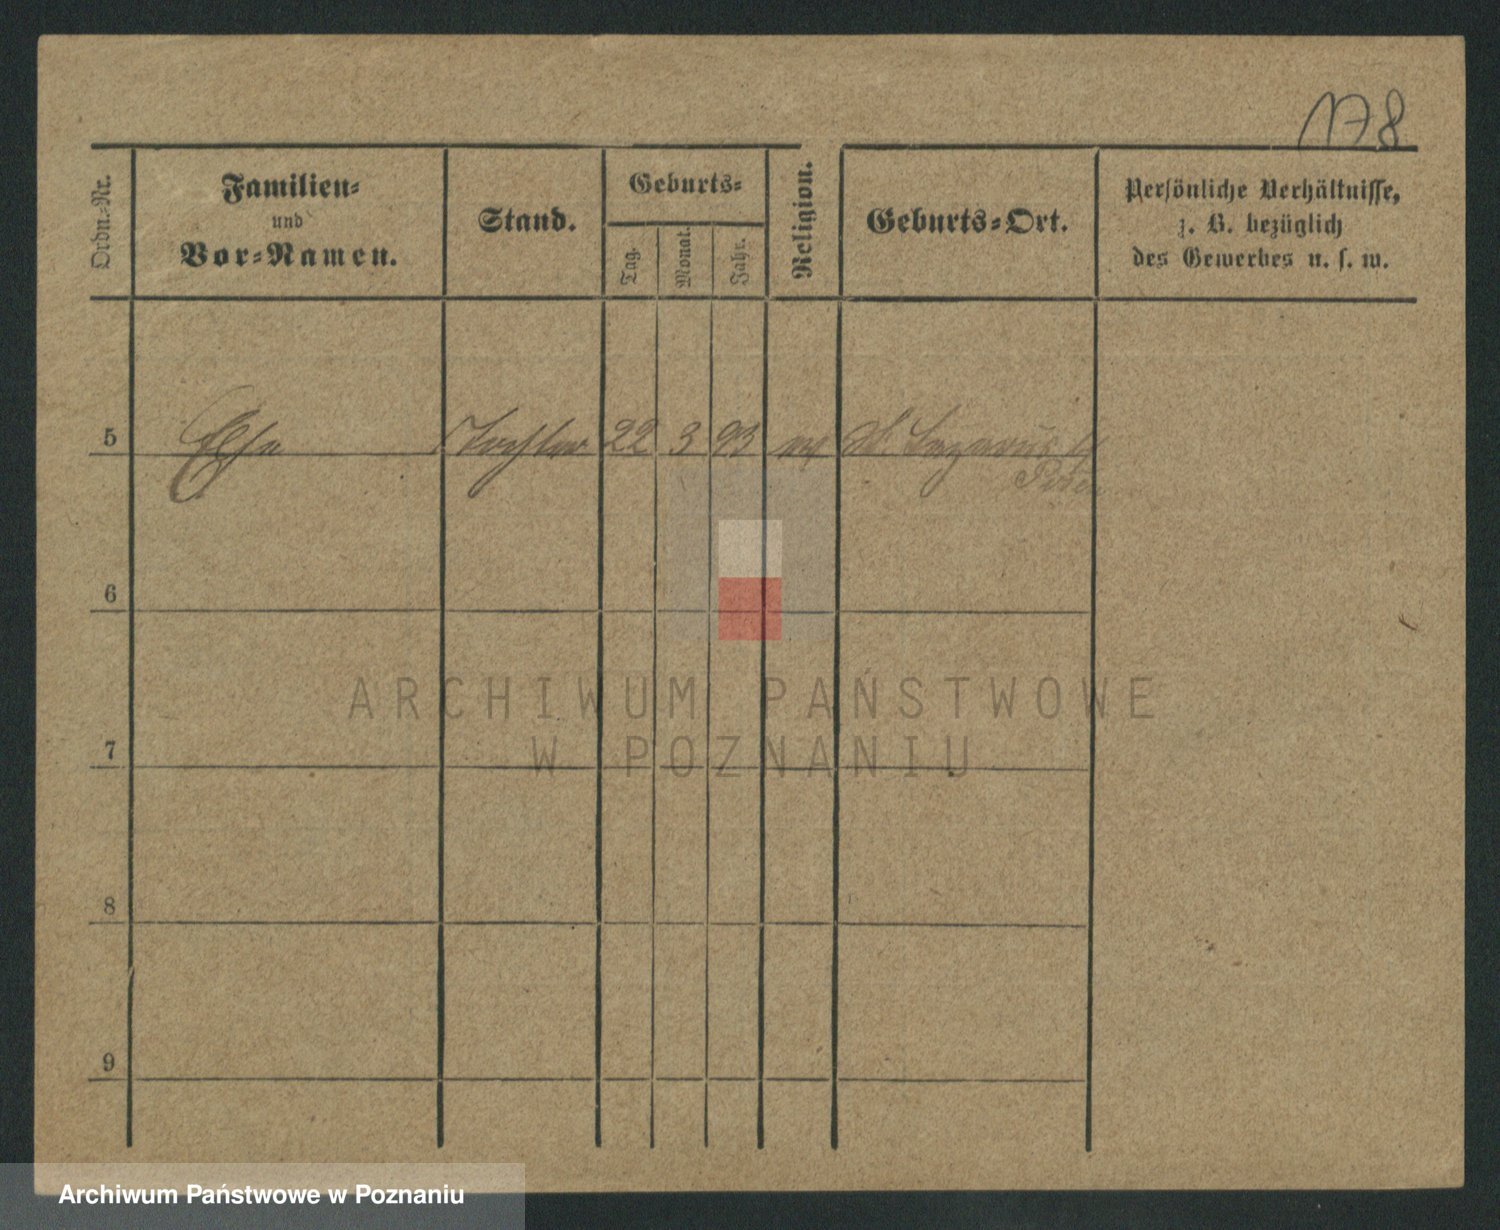 178
Ordn.-Nr.
Familien-
und
Vor-Namen.
Stand.
Geburts-
Tag.
Monat.
Jahr.
Religion.
Geburts-Ort.
Persönliche Verhältnisse,
z. B. bezüglich
des Gewerbes u. s. w.
5 Tochter 22 3 93 St. Lazarus
Posen
6
ARCHIWUM PAŃSTWOWE
7
W POZNANIU
8
9
Archiwum Państwowe w Poznaniu